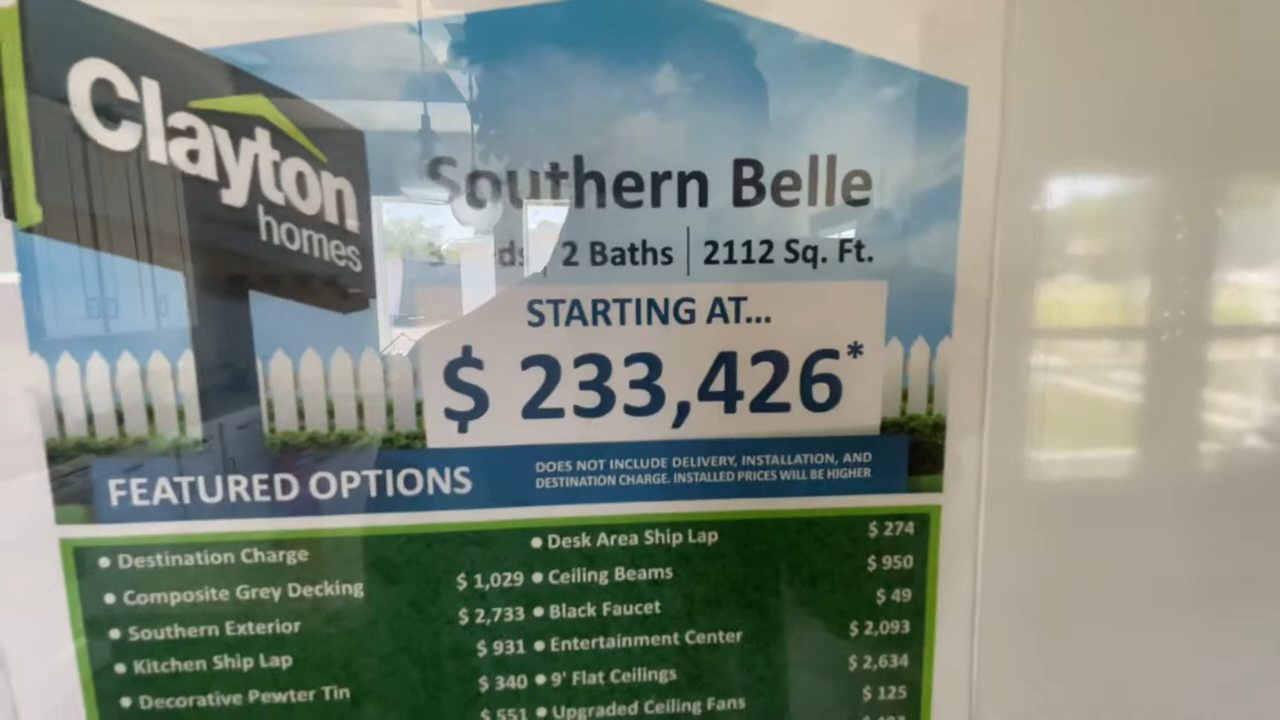 Clayton
homes
Southern Belle
2 Baths | 2112 Sq. Ft.
STARTING AT...
$ 233,426*
FEATURED OPTIONS
DOES NOT INCLUDE DELIVERY, INSTALLATION, AND
DESTINATION CHARGE. INSTALLED PRICES WILL BE HIGHER
• Destination Charge $ 1,029
• Composite Grey Decking $ 2,733
• Southern Exterior $ 931
• Kitchen Ship Lap $ 340
• Decorative Pewter Tin $ 551
• Desk Area Ship Lap $ 274
• Ceiling Beams $ 950
• Black Faucet $ 49
• Entertainment Center $ 2,093
• 9' Flat Ceilings $ 2,634
• Upgraded Ceiling Fans $ 125